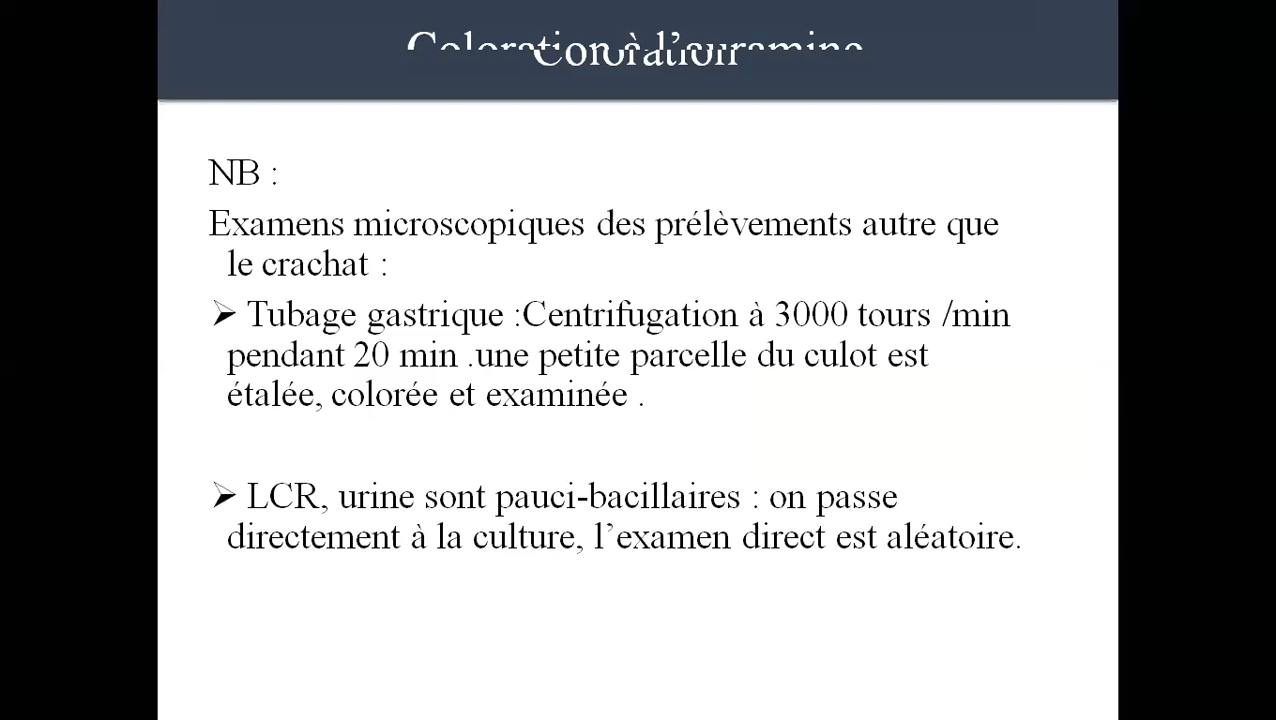 NB :
Examens microscopiques des prélèvements autre que
le crachat :
➢ Tubage gastrique :Centrifugation à 3000 tours /min
pendant 20 min .une petite parcelle du culot est
étalée, colorée et examinée .
➢ LCR, urine sont pauci-bacillaires : on passe
directement à la culture, l’examen direct est aléatoire.